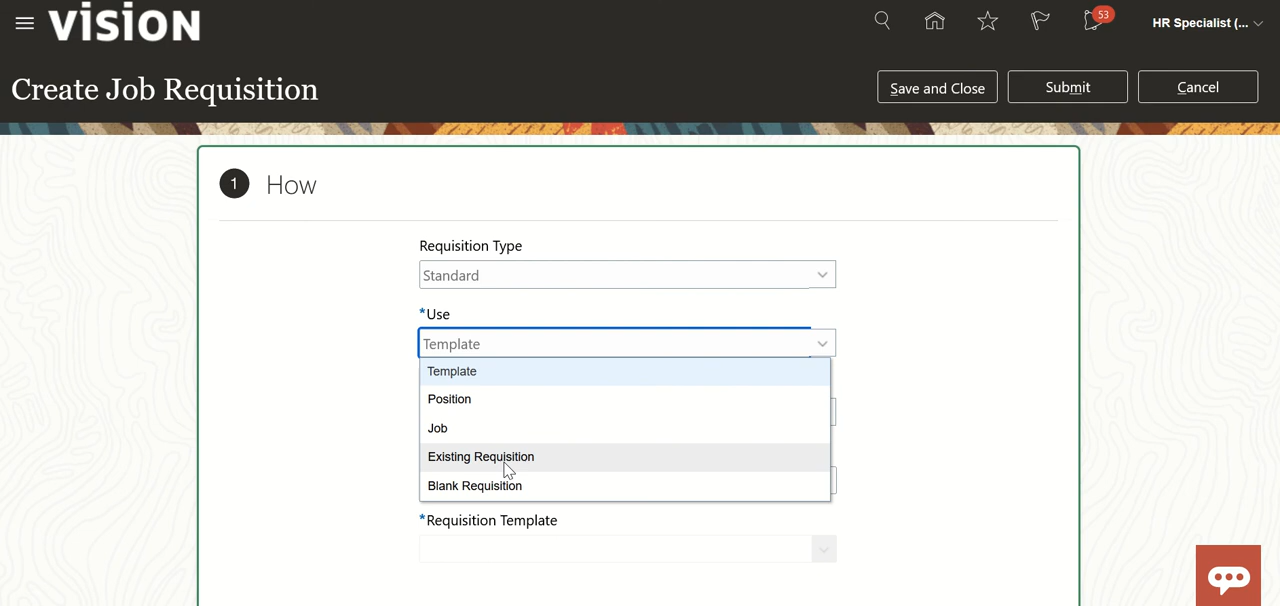 vision
53
HR Specialist (...
Create Job Requisition
Save and Close
Submit
Cancel
1
How
Requisition Type
Standard
*Use
Template
Template
Position
Job
Existing Requisition
Blank Requisition
*Requisition Template